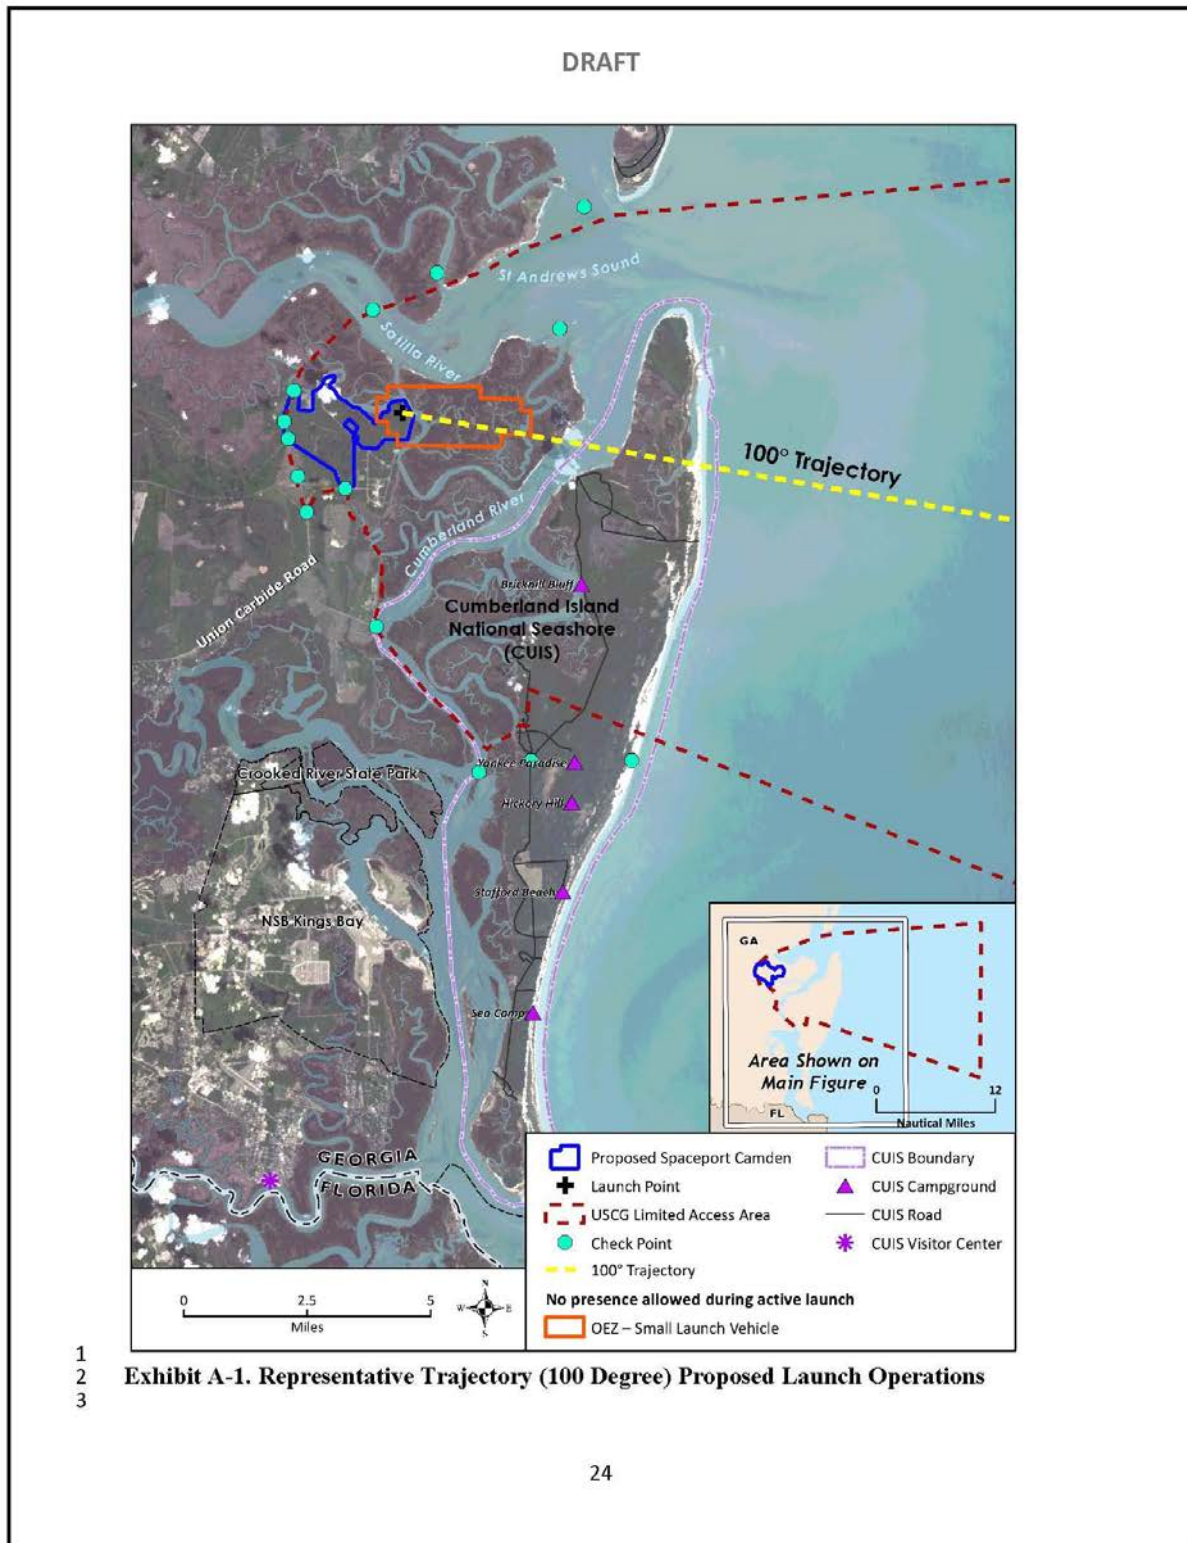 DRAFT
St Andrews Sound
Satilla River
100° Trajectory
Cumberland River
Union Carbide Road
Brickhill Bluff
Cumberland Island
National Seashore
(CUIS)
Crooked River State Park
Yankee Paradise
Hickory Hill
Stafford Beach
NSB Kings Bay
Sea Camp
GEORGIA
FLORIDA
GA
Area Shown on
Main Figure
0 12
FL
Nautical Miles
Proposed Spaceport Camden
Launch Point
USCG Limited Access Area
Check Point
100° Trajectory
No presence allowed during active launch
OEZ – Small Launch Vehicle
CUIS Boundary
CUIS Campground
CUIS Road
CUIS Visitor Center
0 2.5 5
Miles
N
W E
S
1
2 Exhibit A-1. Representative Trajectory (100 Degree) Proposed Launch Operations
3
24